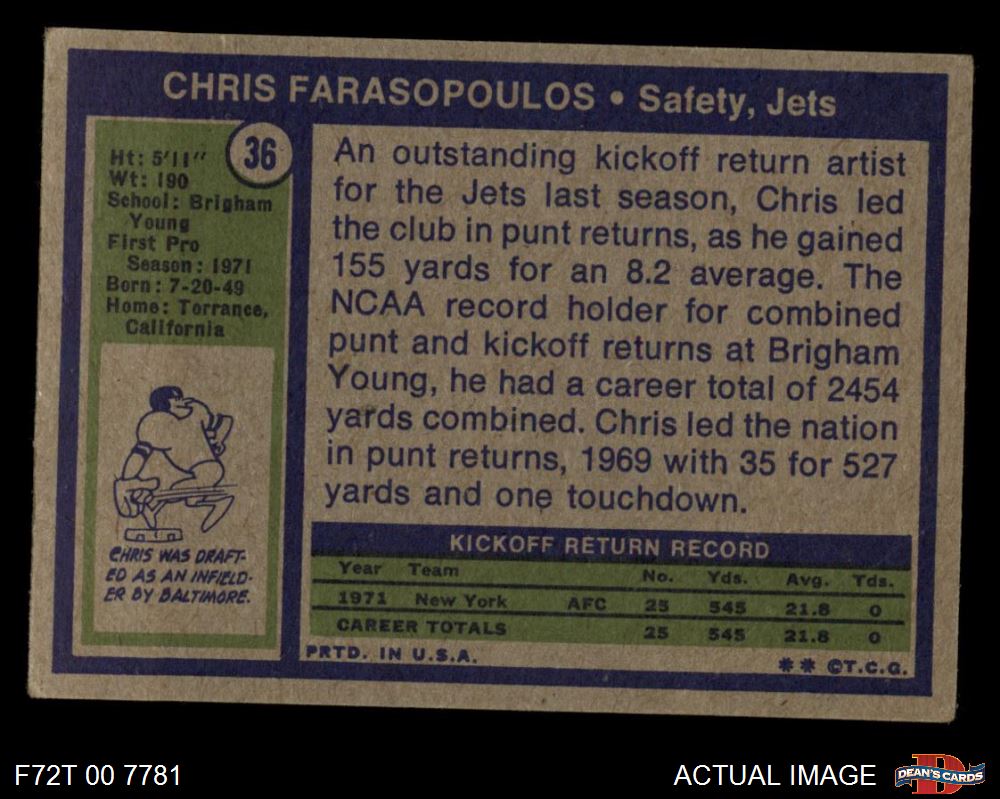 CHRIS FARASOPOULOS • Safety, Jets
36
Ht: 5'11"
Wt: 190
School: Brigham
Young
First Pro
Season: 1971
Born: 7-20-49
Home: Torrance,
California
CHRIS WAS DRAFT-
ED AS AN INFIELD-
ER BY BALTIMORE.
An outstanding kickoff return artist
for the Jets last season, Chris led
the club in punt returns, as he gained
155 yards for an 8.2 average. The
NCAA record holder for combined
punt and kickoff returns at Brigham
Young, he had a career total of 2454
yards combined. Chris led the nation
in punt returns, 1969 with 35 for 527
yards and one touchdown.
KICKOFF RETURN RECORD
Year Team No. Yds. Avg. Tds.
1971 New York AFC 25 545 21.8 0
CAREER TOTALS 25 545 21.8 0
PRTD. IN U.S.A.
** ©T.C.G.
F72T 00 7781
ACTUAL IMAGE
D
DEAN'S CARDS